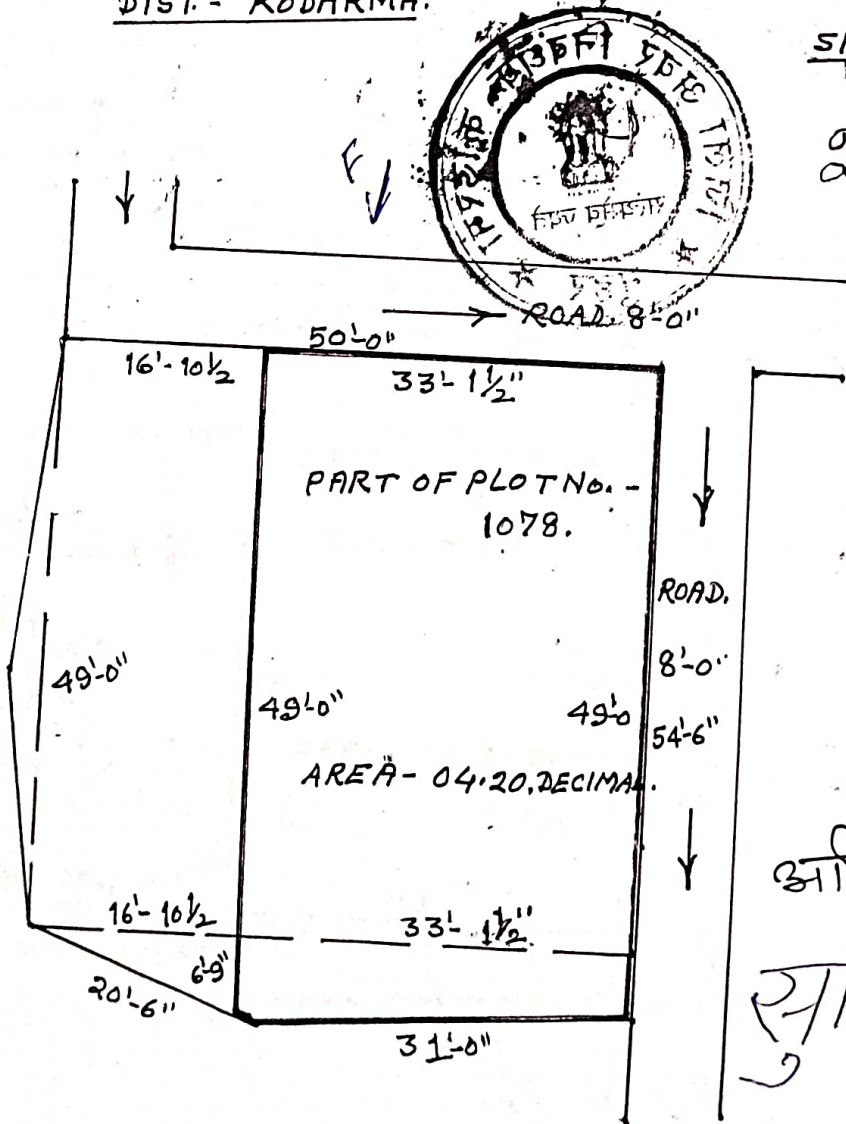 DIST.- KODARMA.
ROAD. 8'-0"
50'-0"
16'-10½
33'-1½"
PART OF PLOT No. -
1078.
ROAD.
8'-0"
49'-0"
49'-0"
49'-0
54'-6"
AREA - 04.20.DECIMAL.
16'-10½
33'-1½"
6'-9"
20'-6"
31'-0"